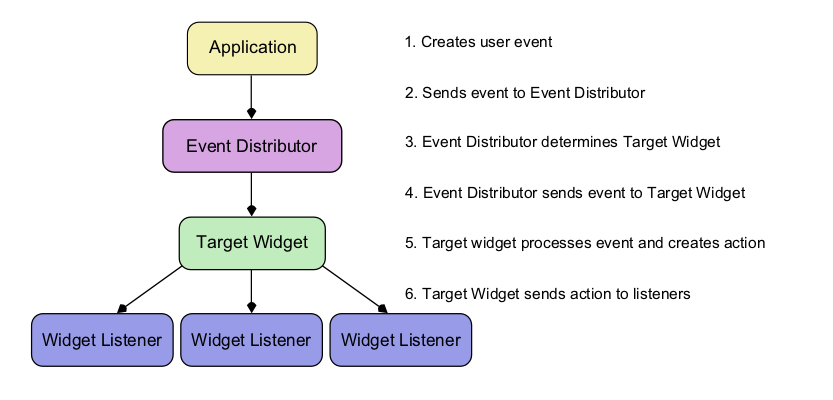 Application
1. Creates user event
2. Sends event to Event Distributor
Event Distributor
3. Event Distributor determines Target Widget
4. Event Distributor sends event to Target Widget
Target Widget
5. Target widget processes event and creates action
6. Target Widget sends action to listeners
Widget Listener
Widget Listener
Widget Listener